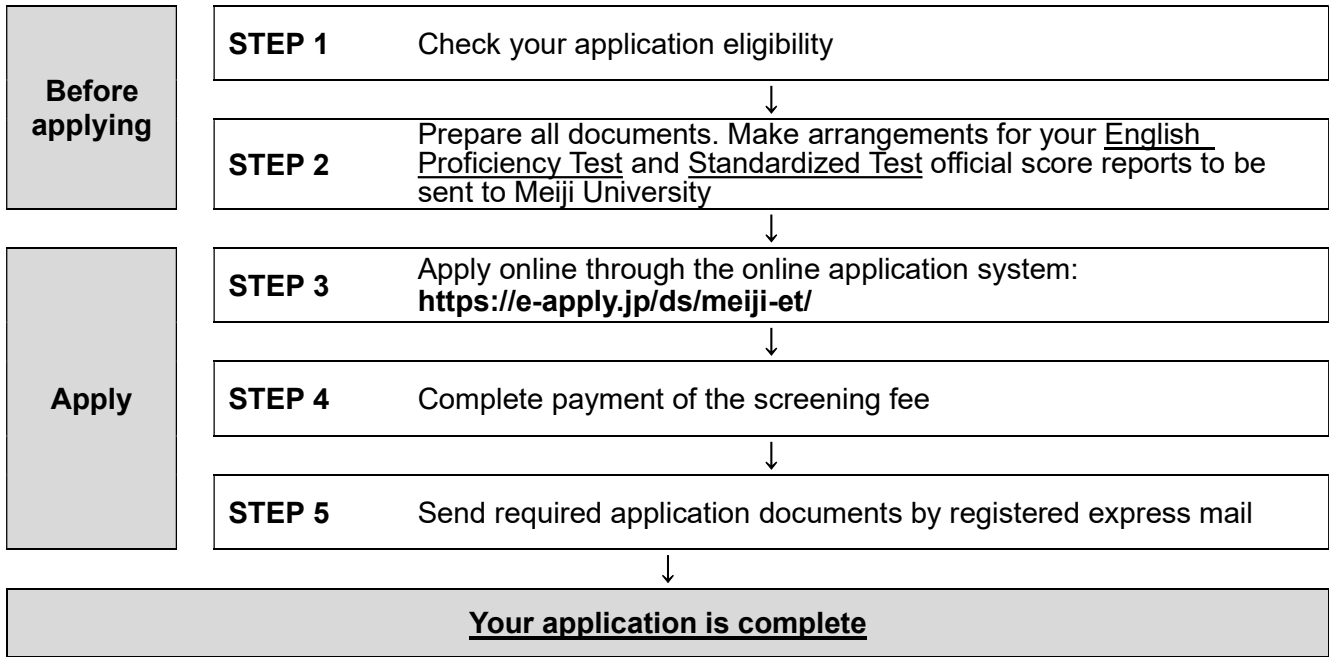 Before
applying
STEP 1 Check your application eligibility
↓
STEP 2 Prepare all documents. Make arrangements for your English
Proficiency Test and Standardized Test official score reports to be
sent to Meiji University
↓
Apply
STEP 3 Apply online through the online application system:
https://e-apply.jp/ds/meiji-et/
↓
STEP 4 Complete payment of the screening fee
↓
STEP 5 Send required application documents by registered express mail
↓
Your application is complete